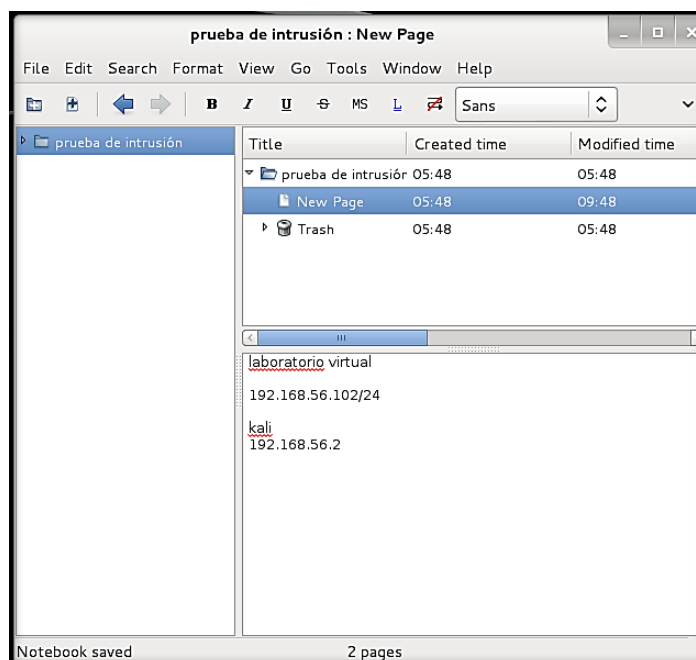 prueba de intrusión : New Page
File Edit Search Format View Go Tools Window Help
B I U S MS L Sans
prueba de intrusión
Title Created time Modified time
prueba de intrusión 05:48 05:48
New Page 05:48 09:48
Trash 05:48 05:48
laboratorio virtual
192.168.56.102/24
kali
192.168.56.2
Notebook saved 2 pages